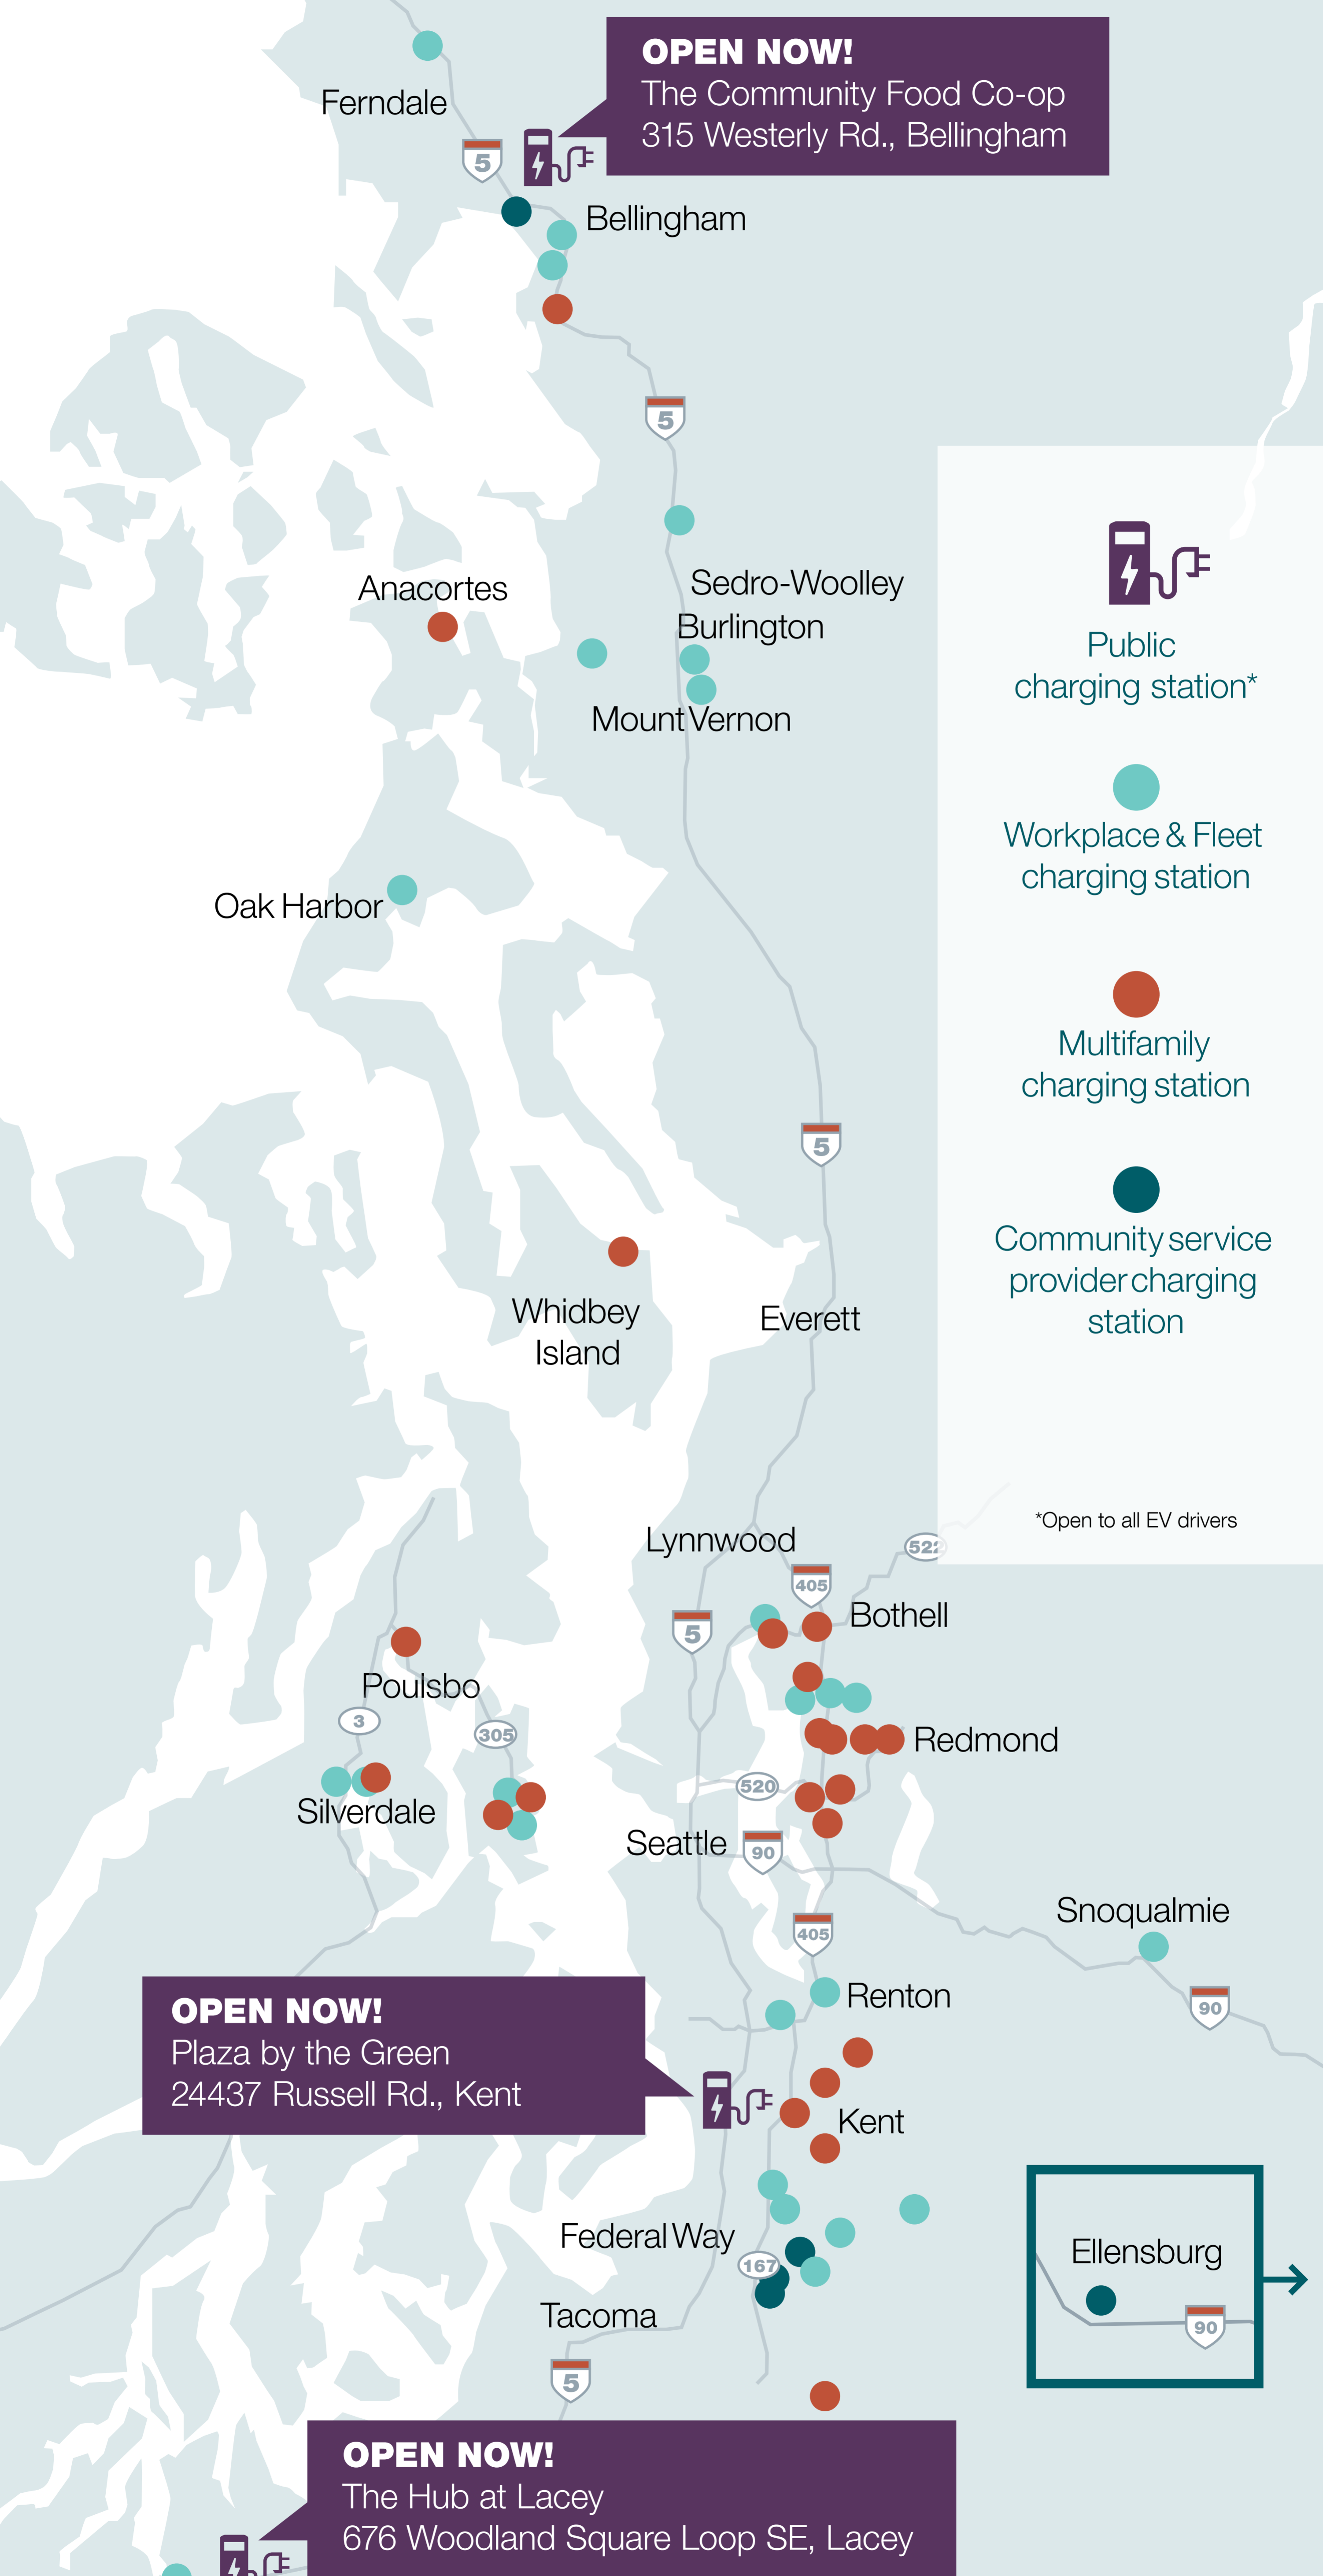 OPEN NOW!
The Community Food Co-op
315 Westerly Rd., Bellingham
Ferndale
5
Bellingham
5
Public
charging station*
Workplace & Fleet
charging station
Multifamily
charging station
Community service
provider charging
station
*Open to all EV drivers
Anacortes
Sedro-Woolley
Burlington
Mount Vernon
Oak Harbor
5
Whidbey
Island
Everett
Lynnwood
522
405
Bothell
5
Poulsbo
3
305
Redmond
520
Silverdale
Seattle
90
Snoqualmie
405
90
Renton
OPEN NOW!
Plaza by the Green
24437 Russell Rd., Kent
Kent
Federal Way
167
Ellensburg
90
Tacoma
5
OPEN NOW!
The Hub at Lacey
676 Woodland Square Loop SE, Lacey